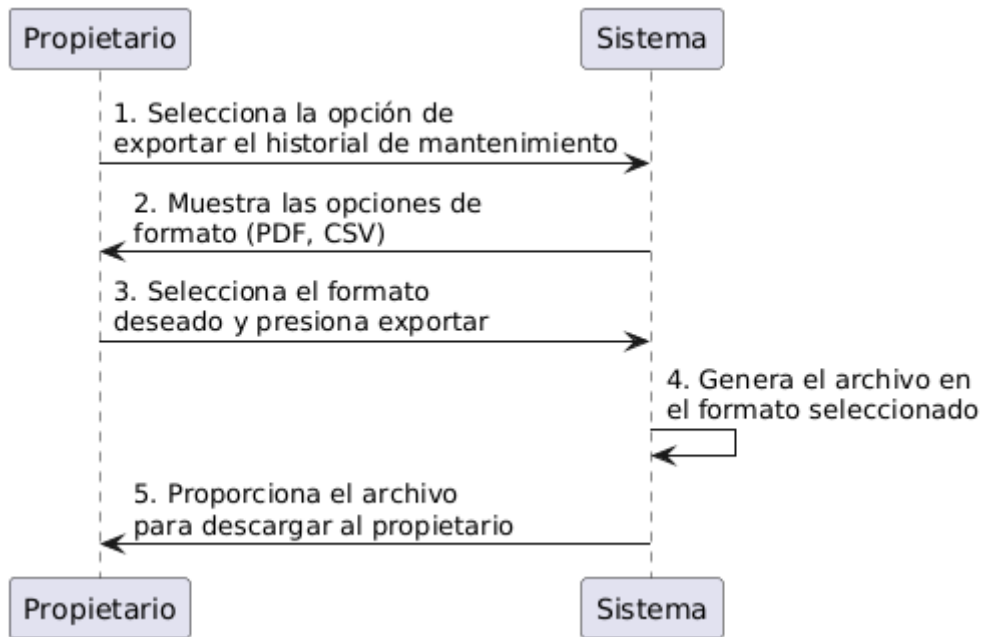 Propietario
Sistema
1. Selecciona la opción de
exportar el historial de mantenimiento
2. Muestra las opciones de
formato (PDF, CSV)
3. Selecciona el formato
deseado y presiona exportar
4. Genera el archivo en
el formato seleccionado
5. Proporciona el archivo
para descargar al propietario
Propietario
Sistema